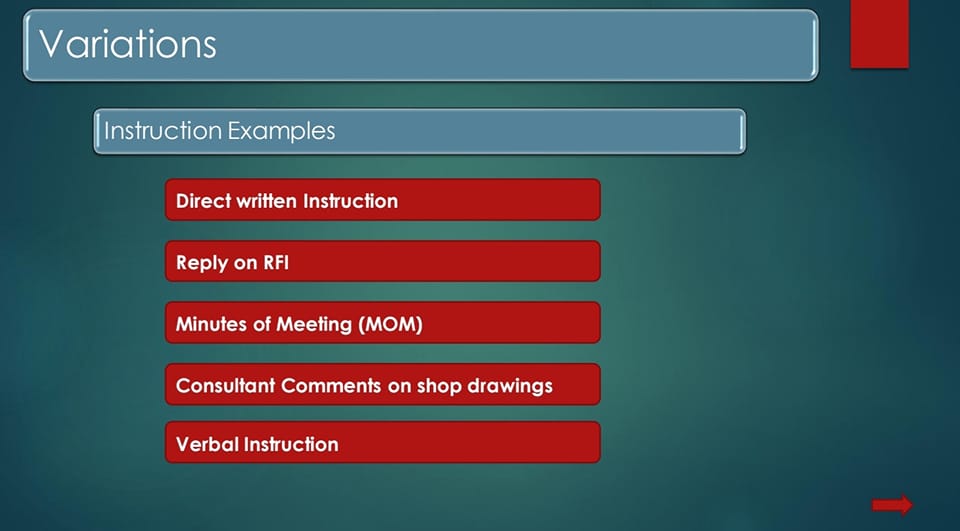 Variations
Instruction Examples
Direct written Instruction
Reply on RFI
Minutes of Meeting (MOM)
Consultant Comments on shop drawings
Verbal Instruction